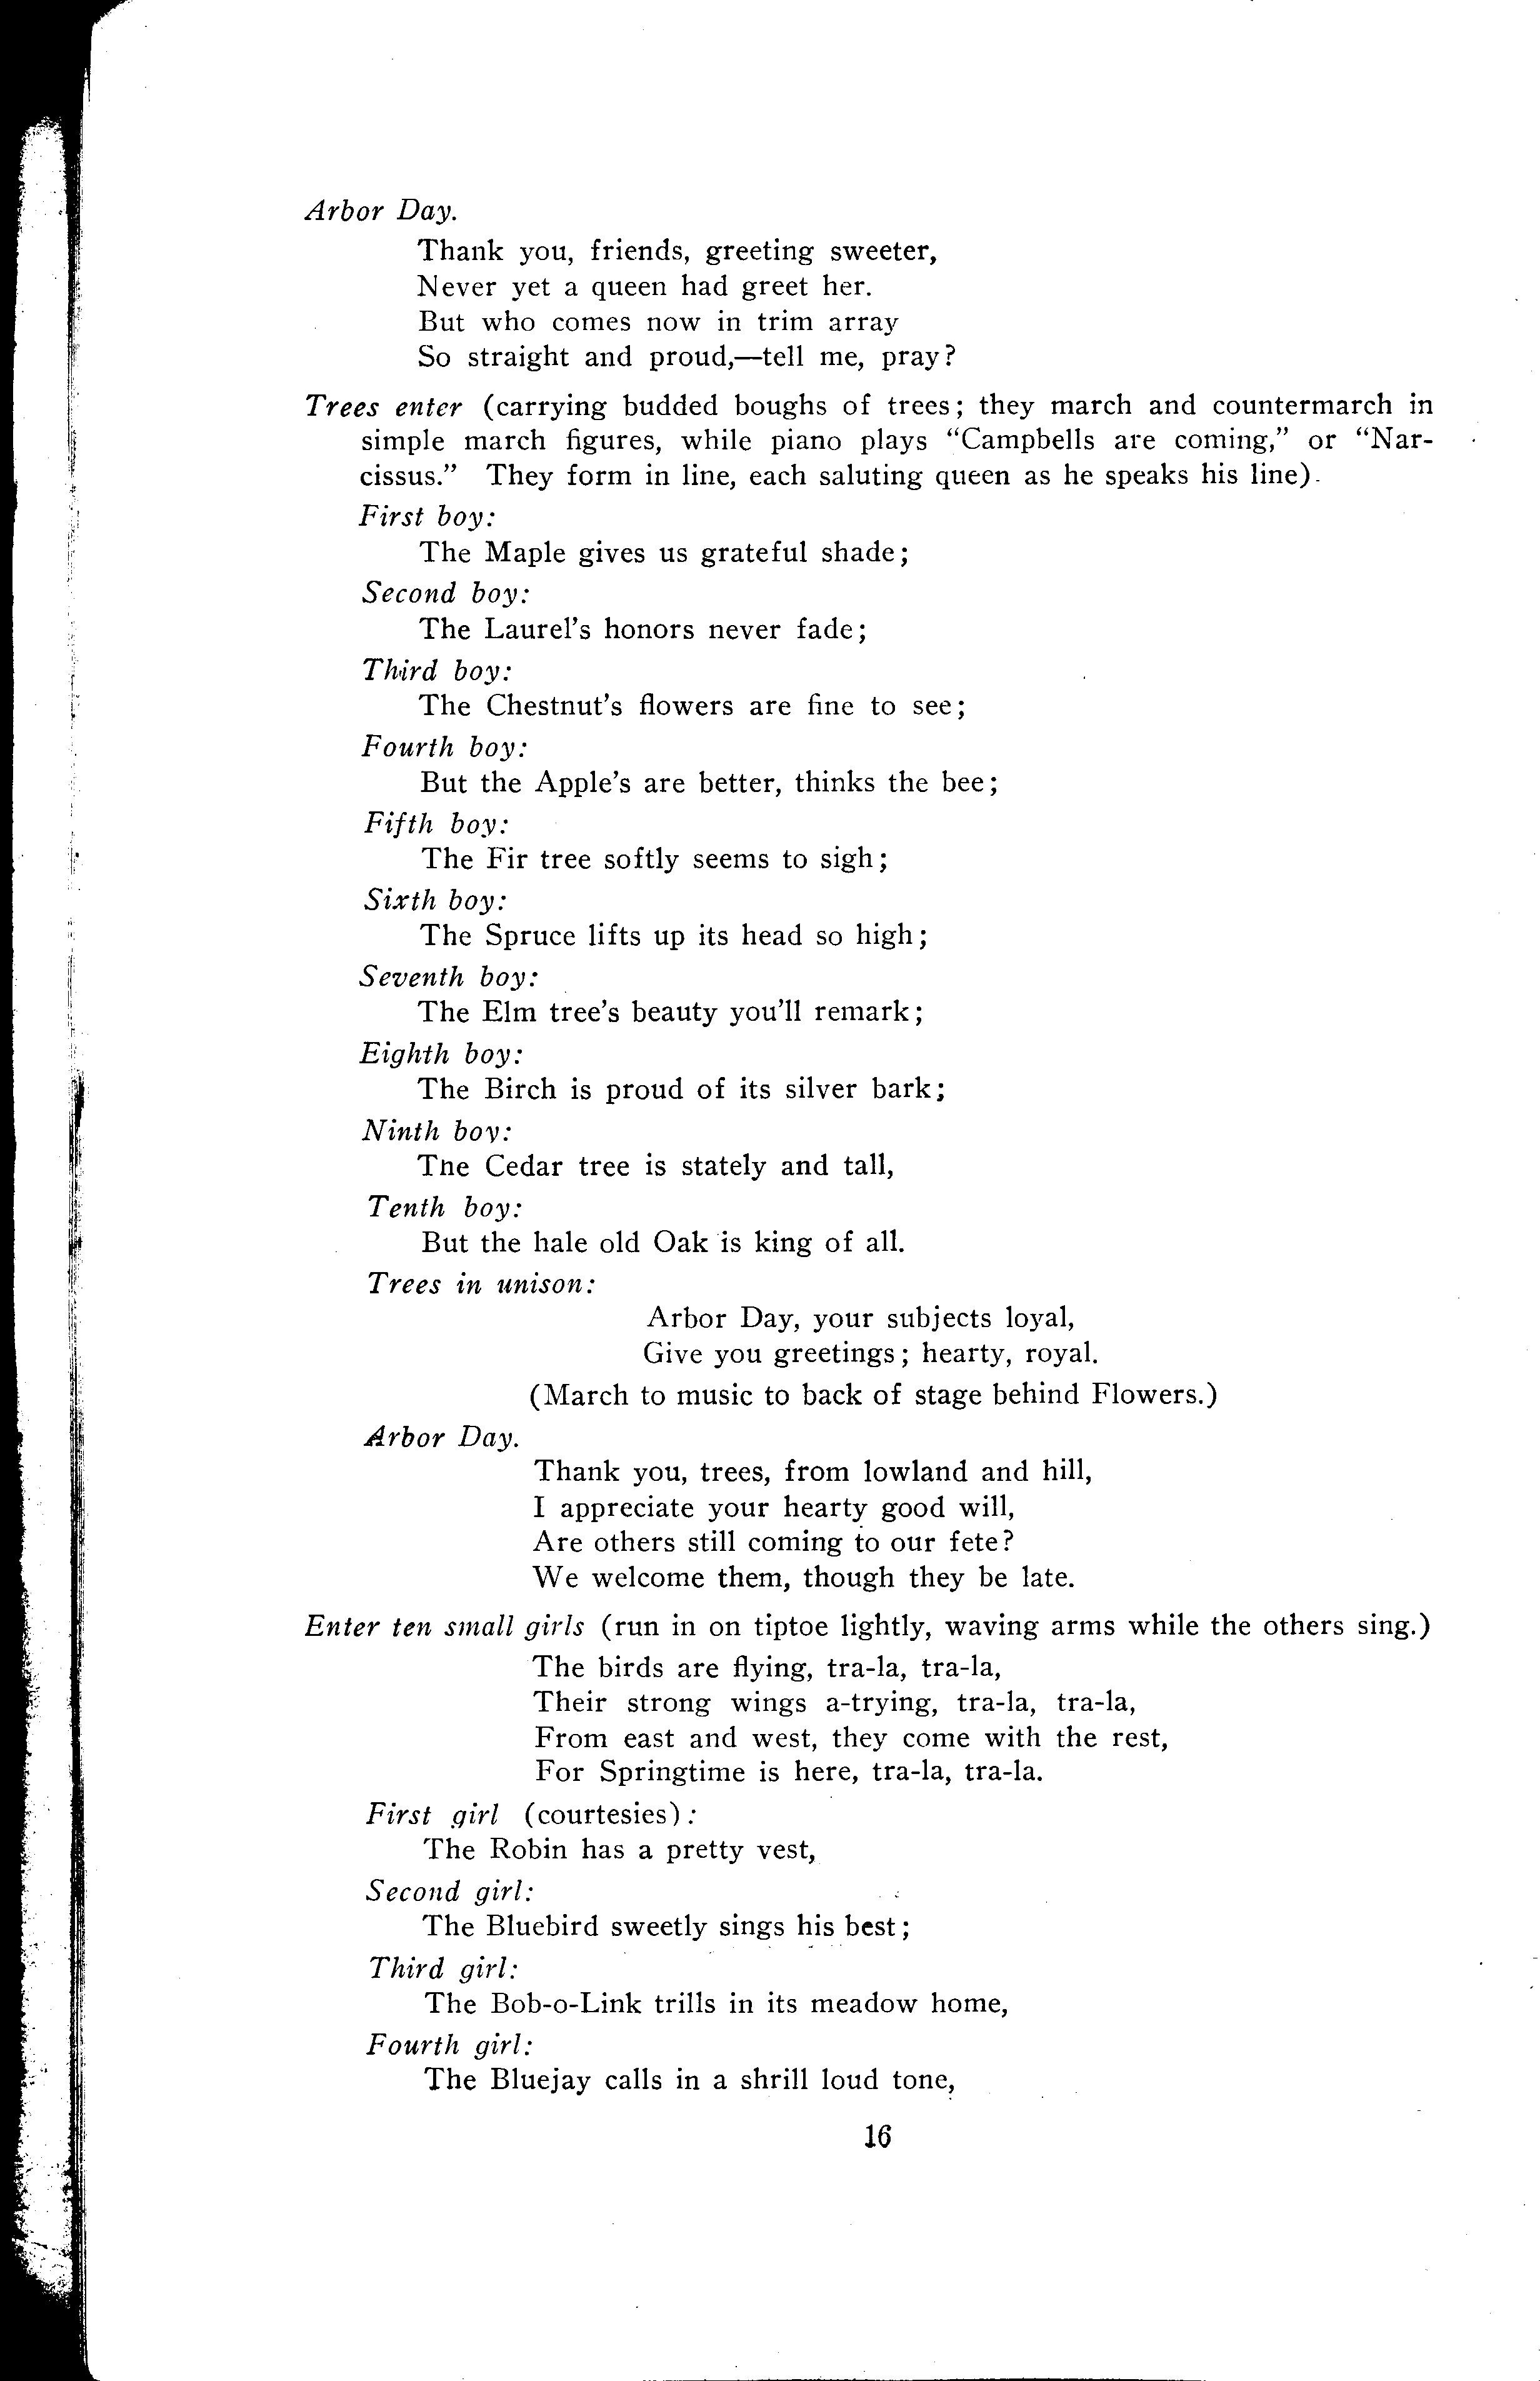 Arbor Day.
Thank you, friends, greeting sweeter,
Never yet a queen had greet her.
But who comes now in trim array
So straight and proud,—tell me, pray?
Trees enter (carrying budded boughs of trees; they march and countermarch in
simple march figures, while piano plays “Campbells are coming,” or “Nar-
cissus.” They form in line, each saluting queen as he speaks his line).
First boy:
The Maple gives us grateful shade;
Second boy:
The Laurel’s honors never fade;
Third boy:
The Chestnut’s flowers are fine to see;
Fourth boy:
But the Apple’s are better, thinks the bee;
Fifth boy:
The Fir tree softly seems to sigh;
Sixth boy:
The Spruce lifts up its head so high;
Seventh boy:
The Elm tree’s beauty you’ll remark;
Eighth boy:
The Birch is proud of its silver bark;
Ninth boy:
The Cedar tree is stately and tall,
Tenth boy:
But the hale old Oak is king of all.
Trees in unison:
Arbor Day, your subjects loyal,
Give you greetings; hearty, royal.
(March to music to back of stage behind Flowers.)
Arbor Day.
Thank you, trees, from lowland and hill,
I appreciate your hearty good will,
Are others still coming to our fete?
We welcome them, though they be late.
Enter ten small girls (run in on tiptoe lightly, waving arms while the others sing.)
The birds are flying, tra-la, tra-la,
Their strong wings a-trying, tra-la, tra-la,
From east and west, they come with the rest,
For Springtime is here, tra-la, tra-la.
First girl (courtesies):
The Robin has a pretty vest,
Second girl:
The Bluebird sweetly sings his best;
Third girl:
The Bob-o-Link trills in its meadow home,
Fourth girl:
The Bluejay calls in a shrill loud tone,
16